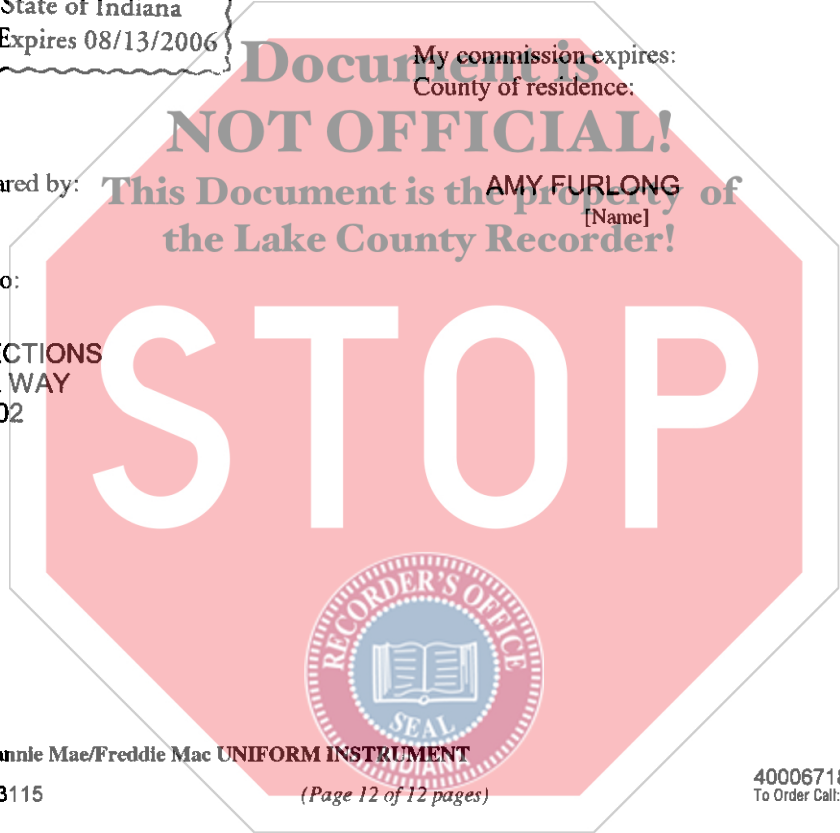 State of Indiana
Expires 08/13/2006
Document is
My commission expires:
County of residence:
NOT OFFICIAL!
ared by:
This Document is the property of
AMY FURLONG
[Name]
the Lake County Recorder!
o:
ECTIONS
WAY
02
STOP
RECORDER'S OFFICE
SEAL
INDIANA
annie Mae/Freddie Mac UNIFORM INSTRUMENT
3115
(Page 12 of 12 pages)
40006718
To Order Call: